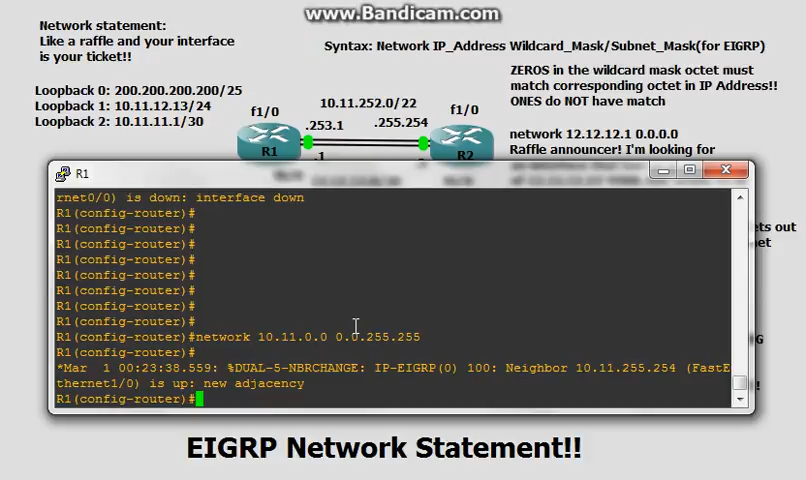 www.Bandicam.com
Network statement:
Like a raffle and your interface
is your ticket!!
Syntax: Network IP_Address Wildcard_Mask/Subnet_Mask(for EIGRP)
Loopback 0: 200.200.200.200/25
Loopback 1: 10.11.12.13/24
Loopback 2: 10.11.11.1/30
f1/0
10.11.252.0/22
f1/0
.253.1
.255.254
R1
R2
.1
ZEROS in the wildcard mask octet must
match corresponding octet in IP Address!!
ONES do NOT have match
network 12.12.12.1 0.0.0.0
Raffle announcer! I'm looking for
R1
rnet0/0) is down: interface down
R1(config-router)#
R1(config-router)#
R1(config-router)#
R1(config-router)#
R1(config-router)#
R1(config-router)#
R1(config-router)#
R1(config-router)#
R1(config-router)#network 10.11.0.0 0.0.255.255
R1(config-router)#
*Mar  1 00:23:38.559: %DUAL-5-NBRCHANGE: IP-EIGRP(0) 100: Neighbor 10.11.255.254 (FastE
thernet1/0) is up: new adjacency
R1(config-router)#
ets out
et
G
!
EIGRP Network Statement!!